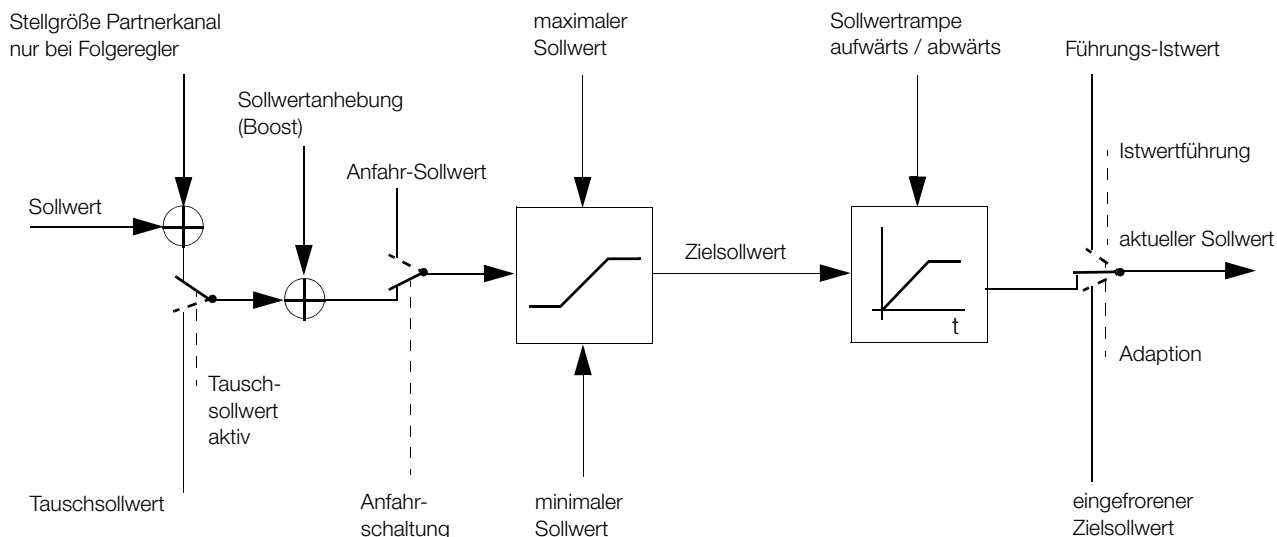 Stellgröße Partnerkanal
nur bei Folgeregler
maximaler
Sollwert
Sollwertrampe
aufwärts / abwärts
Führungs-Istwert
Sollwertanhebung
(Boost)
Istwertführung
Anfahr-Sollwert
Sollwert
aktueller Sollwert
Zielsollwert
t
Adaption
Tausch-
sollwert
aktiv
Tauschsollwert
Anfahr-
schaltung
minimaler
Sollwert
eingefrorener
Zielsollwert